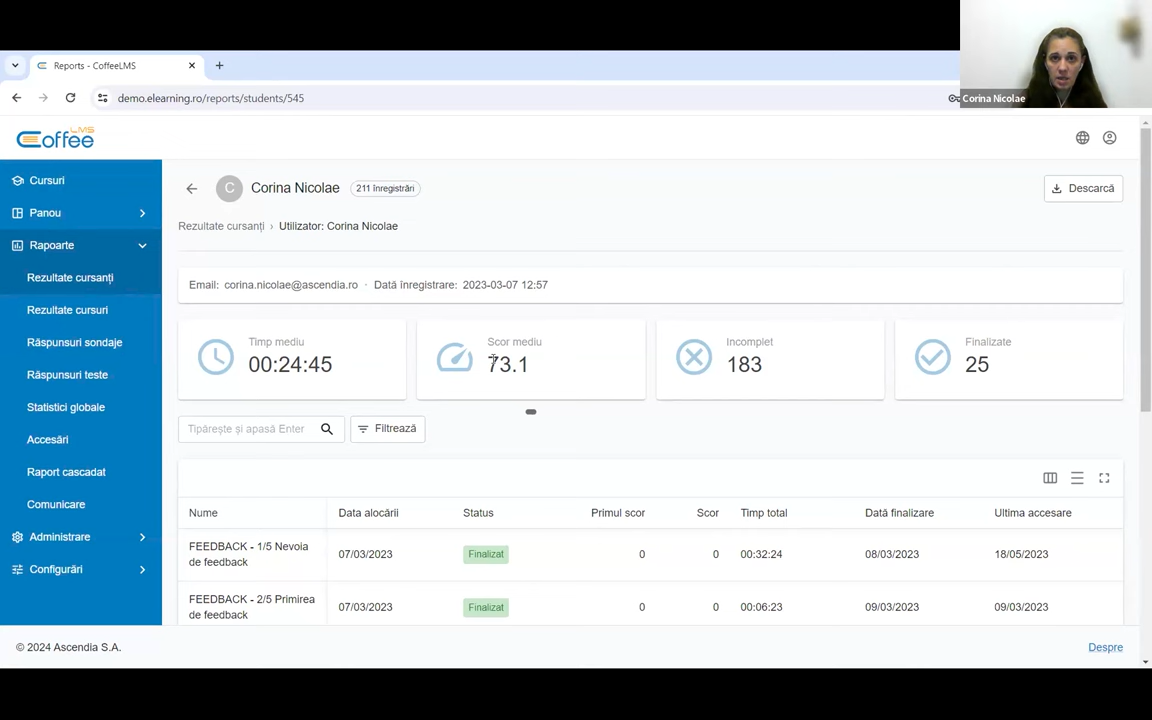 Reports - CoffeeLMS
demo.elearning.ro/reports/students/545
Corina Nicolae
Coffee LMS
Cursuri
Panou
Rapoarte
Rezultate cursanți
Rezultate cursuri
Răspunsuri sondaje
Răspunsuri teste
Statistici globale
Accesări
Raport cascadat
Comunicare
Administrare
Configurări
C Corina Nicolae 211 înregistrări
Descarcă
Rezultate cursanți › Utilizator: Corina Nicolae
Email: corina.nicolae@ascendia.ro · Dată înregistrare: 2023-03-07 12:57
Timp mediu
00:24:45
Scor mediu
73.1
Incomplet
183
Finalizate
25
Tipărește și apasă Enter
Filtrează
Nume Data alocării Status Primul scor Scor Timp total Dată finalizare Ultima accesare
FEEDBACK - 1/5 Nevoia
de feedback
07/03/2023 Finalizat 0 0 00:32:24 08/03/2023 18/05/2023
FEEDBACK - 2/5 Primirea
de feedback
07/03/2023 Finalizat 0 0 00:06:23 09/03/2023 09/03/2023
© 2024 Ascendia S.A.
Despre